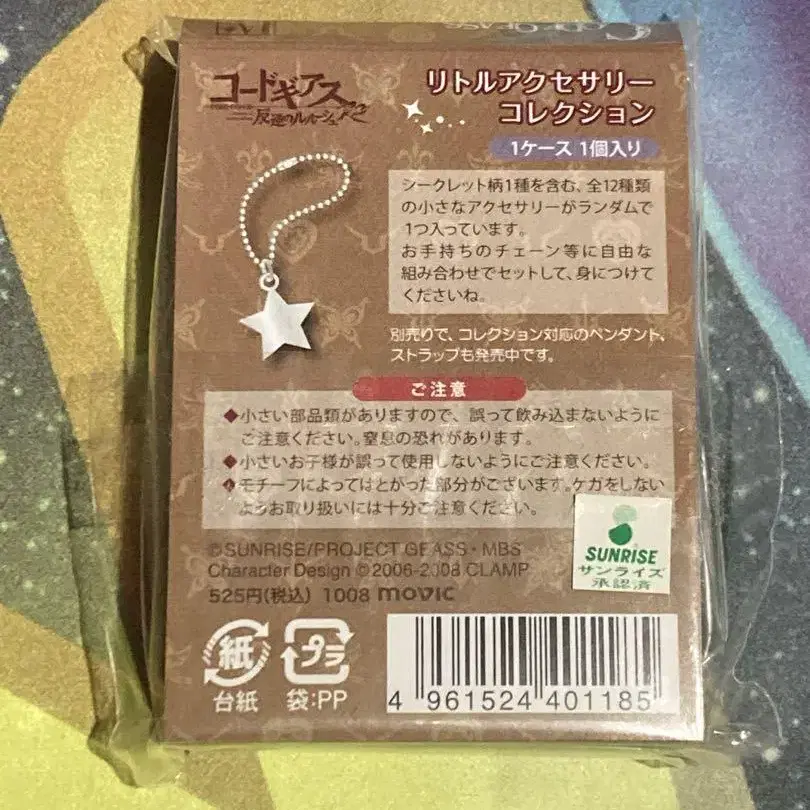 コードギアス
反逆のルルーシュR2
リトルアクセサリー
コレクション
1ケース 1個入り
シークレット柄1種を含む、全12種類
の小さなアクセサリーがランダムで
1つ入っています。
お手持ちのチェーン等に自由な
組み合わせでセットして、身につけて
くださいね。
別売りで、コレクション対応のペンダント、
ストラップも発売中です。
ご注意
◆小さい部品類がありますので、誤って飲み込まないように
ご注意ください。窒息の恐れがあります。
◆小さいお子様が誤って使用しないようにご注意ください。
◆モチーフによってはとがった部分がございます。ケガをしない
ようお取り扱いには十分ご注意ください。
©SUNRISE/PROJECT GEASS・MBS
Character Design ©2006-2008 CLAMP
525円(税込) 1008 movic
SUNRISE
サンライズ
承認済
紙
台紙
プラ
袋:PP
4 961524 401185